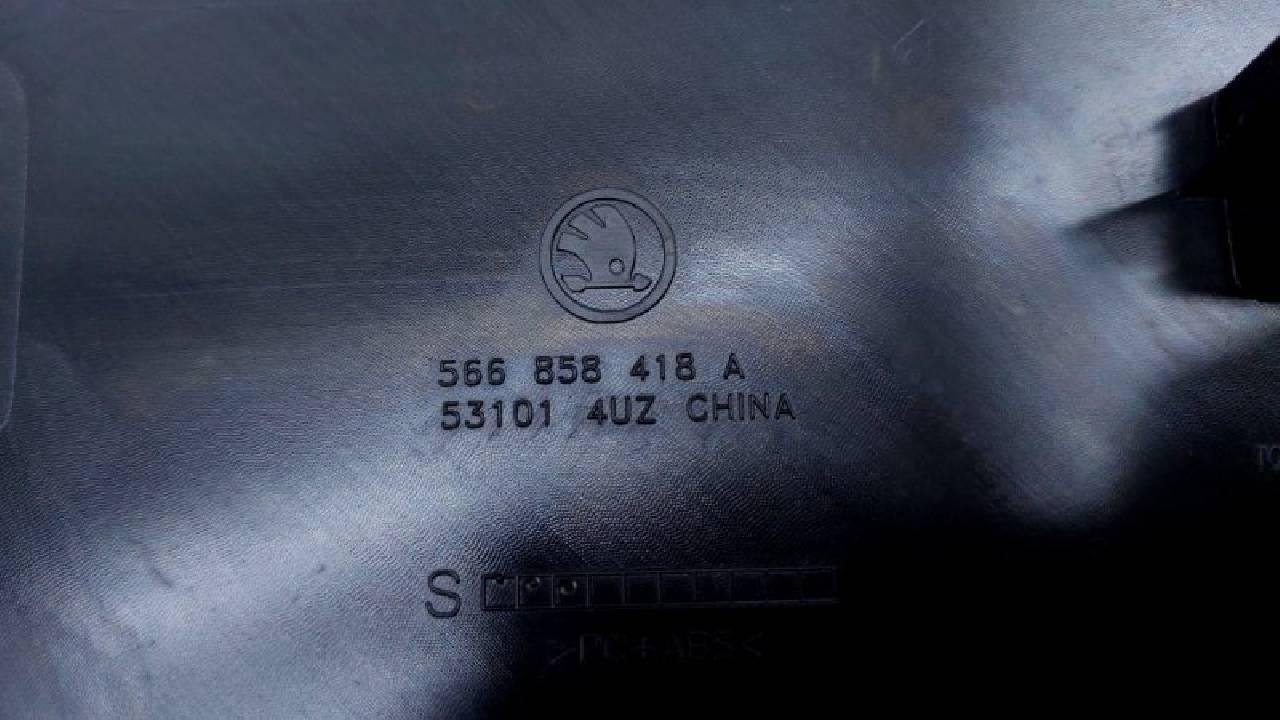 566 858 418 A
53101 4UZ CHINA
S
>PC+ABS<